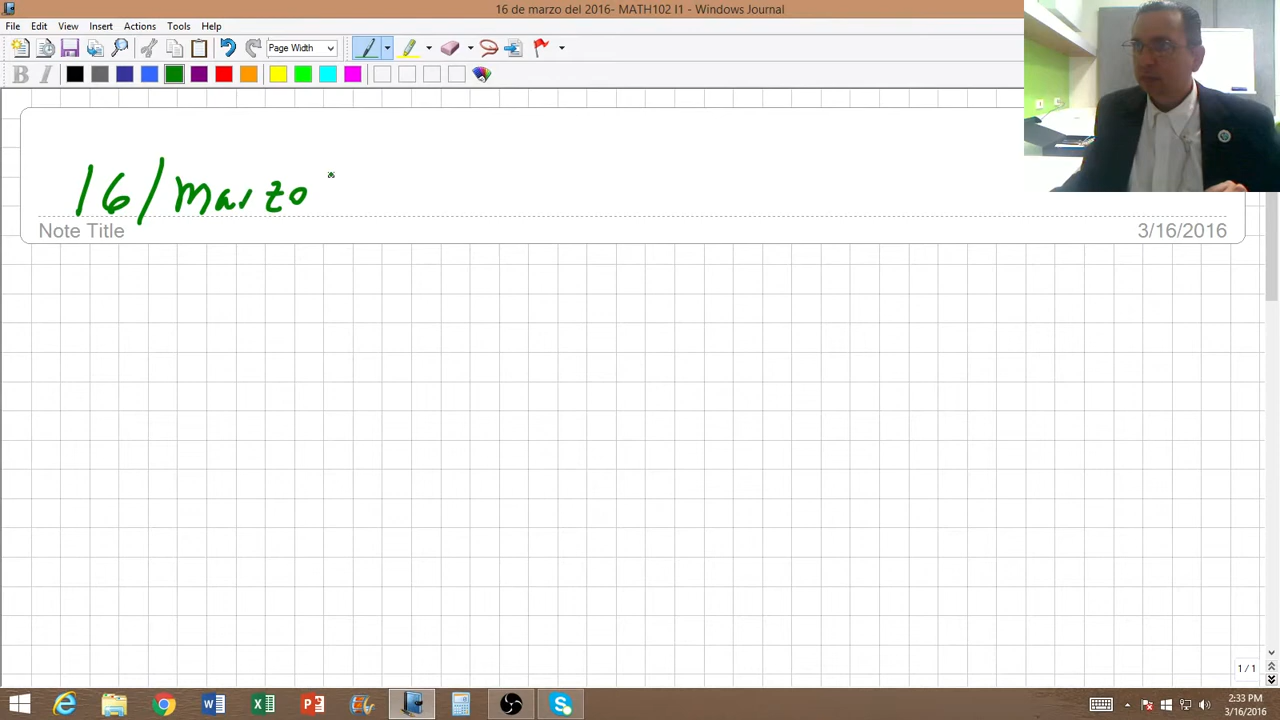 16 de marzo del 2016- MATH102 I1 - Windows Journal
File Edit View Insert Actions Tools Help
Page Width
B I
16/Marzo
Note Title
3/16/2016
1 / 1
2:33 PM
3/16/2016